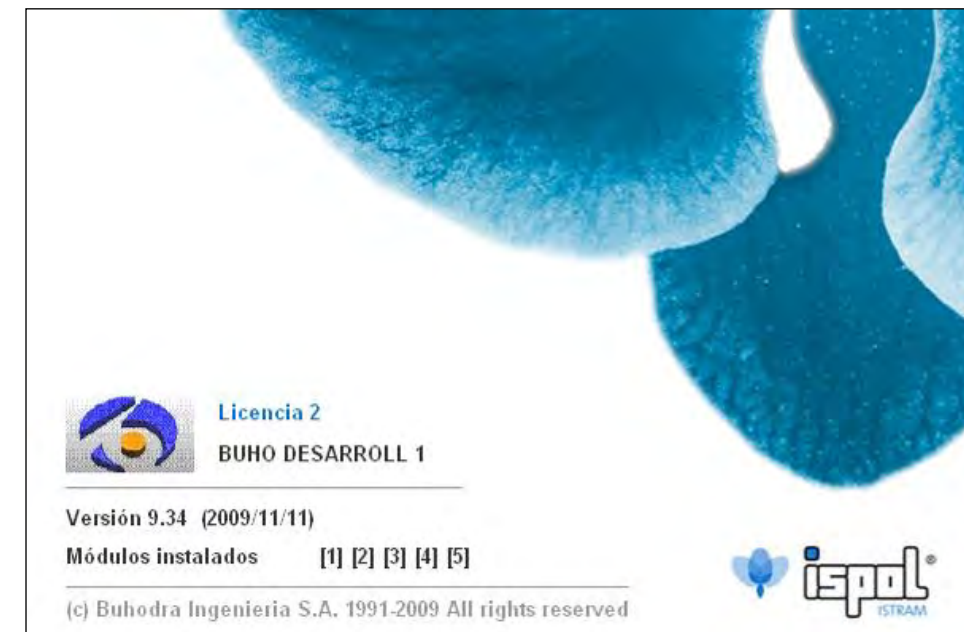 Licencia 2
BUHO DESARROLL 1
Versión 9.34 (2009/11/11)
Módulos instalados [1] [2] [3] [4] [5]
(c) Buhodra Ingenieria S.A. 1991-2009 All rights reserved
ispol®
ISTRAM